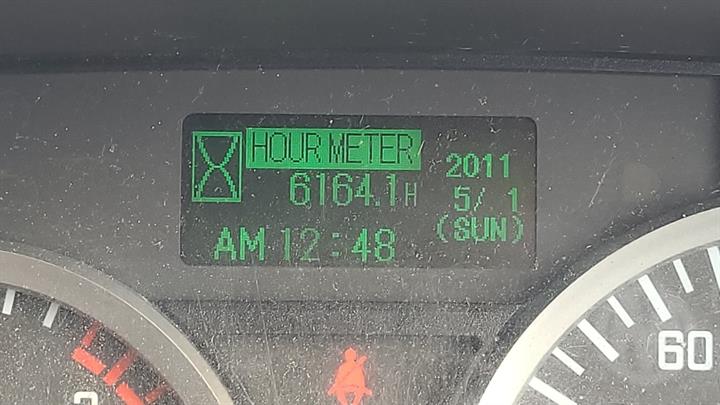 HOUR METER
6164.1H
2011
5/ 1
(SUN)
AM 12:48
60